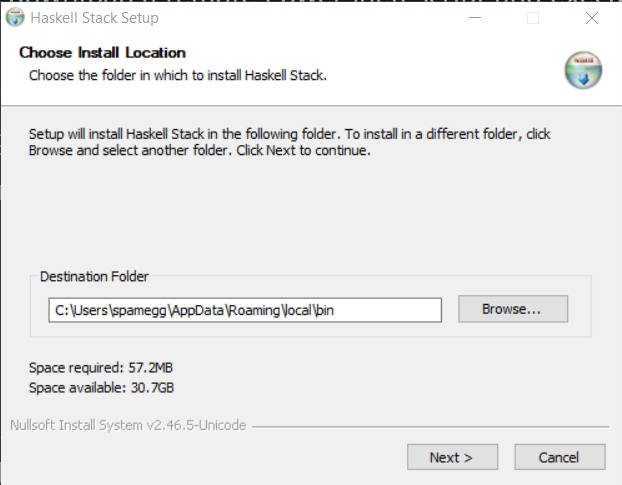 Haskell Stack Setup
Choose Install Location
Choose the folder in which to install Haskell Stack.
Setup will install Haskell Stack in the following folder. To install in a different folder, click
Browse and select another folder. Click Next to continue.
Destination Folder
C:\Users\spamegg\AppData\Roaming\local\bin
Browse...
Space required: 57.2MB
Space available: 30.7GB
Nullsoft Install System v2.46.5-Unicode
Next >
Cancel